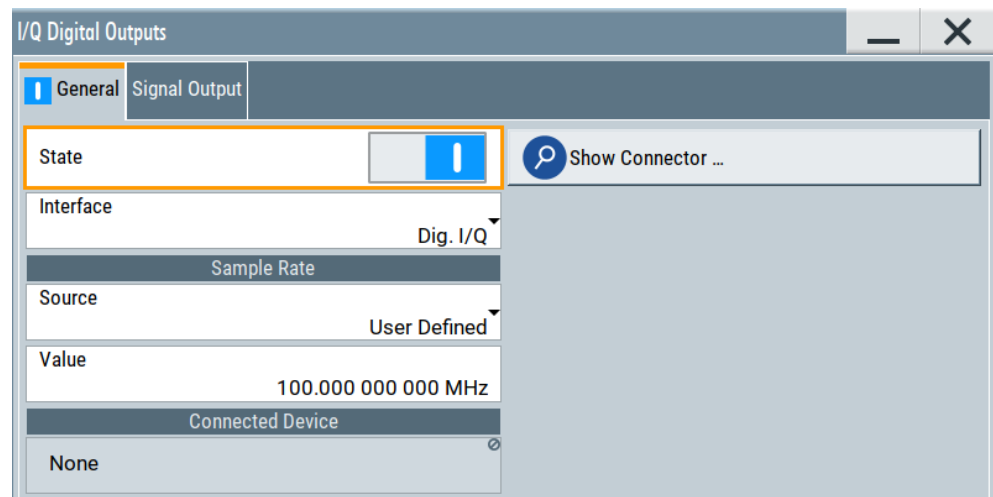 I/Q Digital Outputs
General Signal Output
State
Show Connector ...
Interface
Dig. I/Q
Sample Rate
Source
User Defined
Value
100.000 000 000 MHz
Connected Device
None